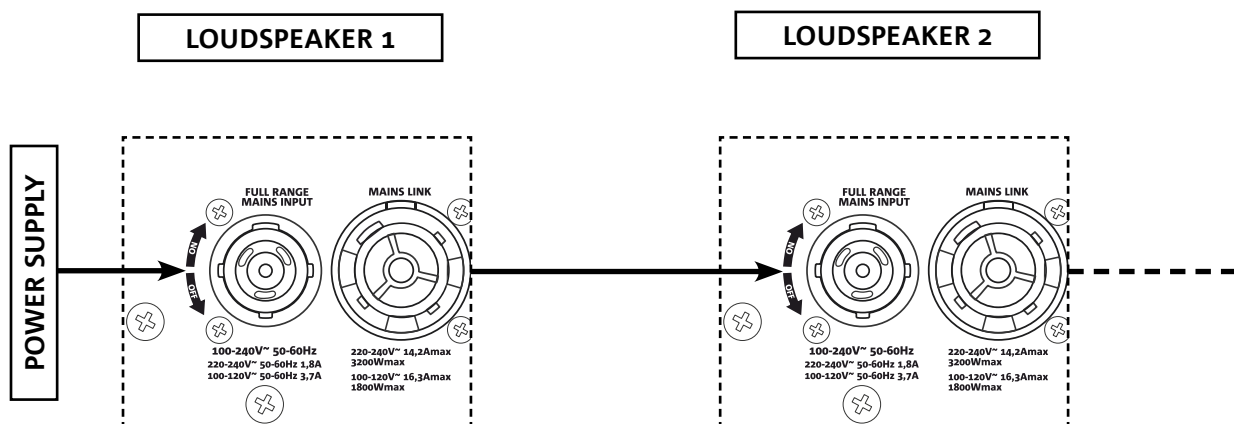 LOUDSPEAKER 1
LOUDSPEAKER 2
POWER SUPPLY
FULL RANGE
MAINS INPUT
MAINS LINK
ON
OFF
100-240V~ 50-60Hz
220-240V~ 50-60Hz 1,8A
100-120V~ 50-60Hz 3,7A
220-240V~ 14,2Amax
3200Wmax
100-120V~ 16,3Amax
1800Wmax
FULL RANGE
MAINS INPUT
MAINS LINK
ON
OFF
100-240V~ 50-60Hz
220-240V~ 50-60Hz 1,8A
100-120V~ 50-60Hz 3,7A
220-240V~ 14,2Amax
3200Wmax
100-120V~ 16,3Amax
1800Wmax